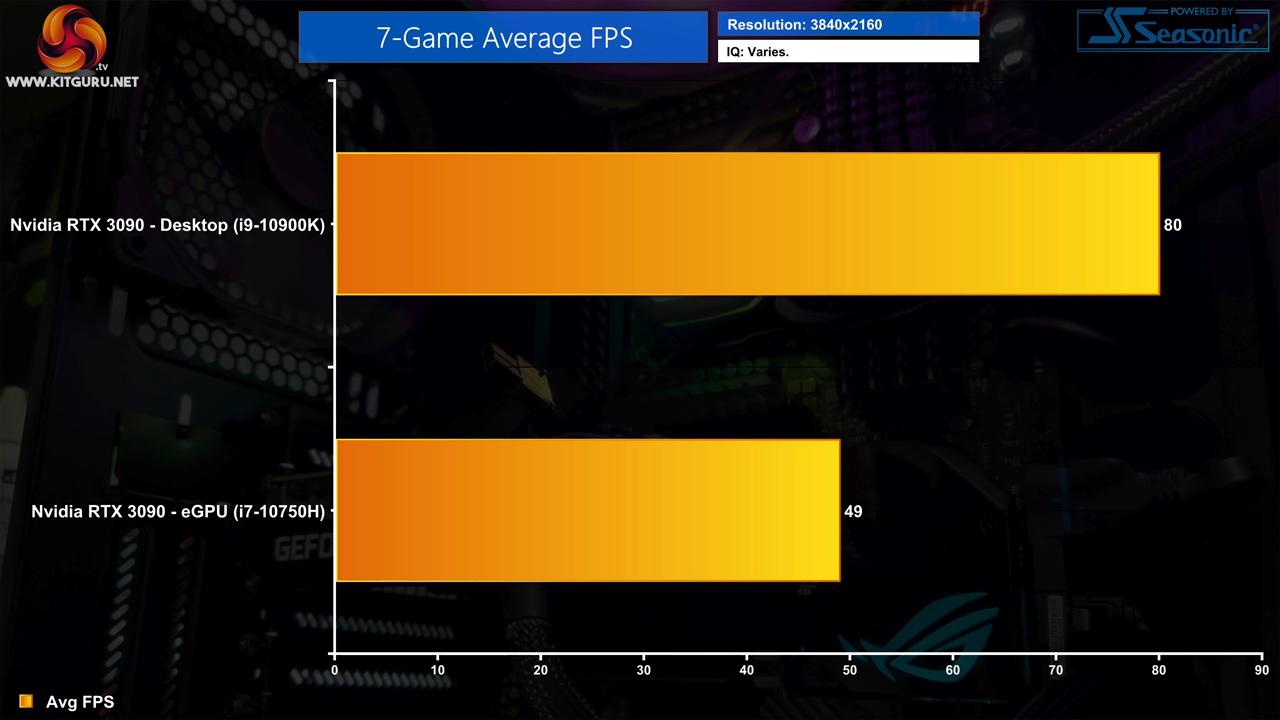 .tv
WWW.KITGURU.NET
7-Game Average FPS
Resolution: 3840x2160
IQ: Varies.
POWERED BY
Seasonic
Nvidia RTX 3090 - Desktop (i9-10900K)
80
Nvidia RTX 3090 - eGPU (i7-10750H)
49
GEFO
0 10 20 30 40 50 60 70 80 90
Avg FPS